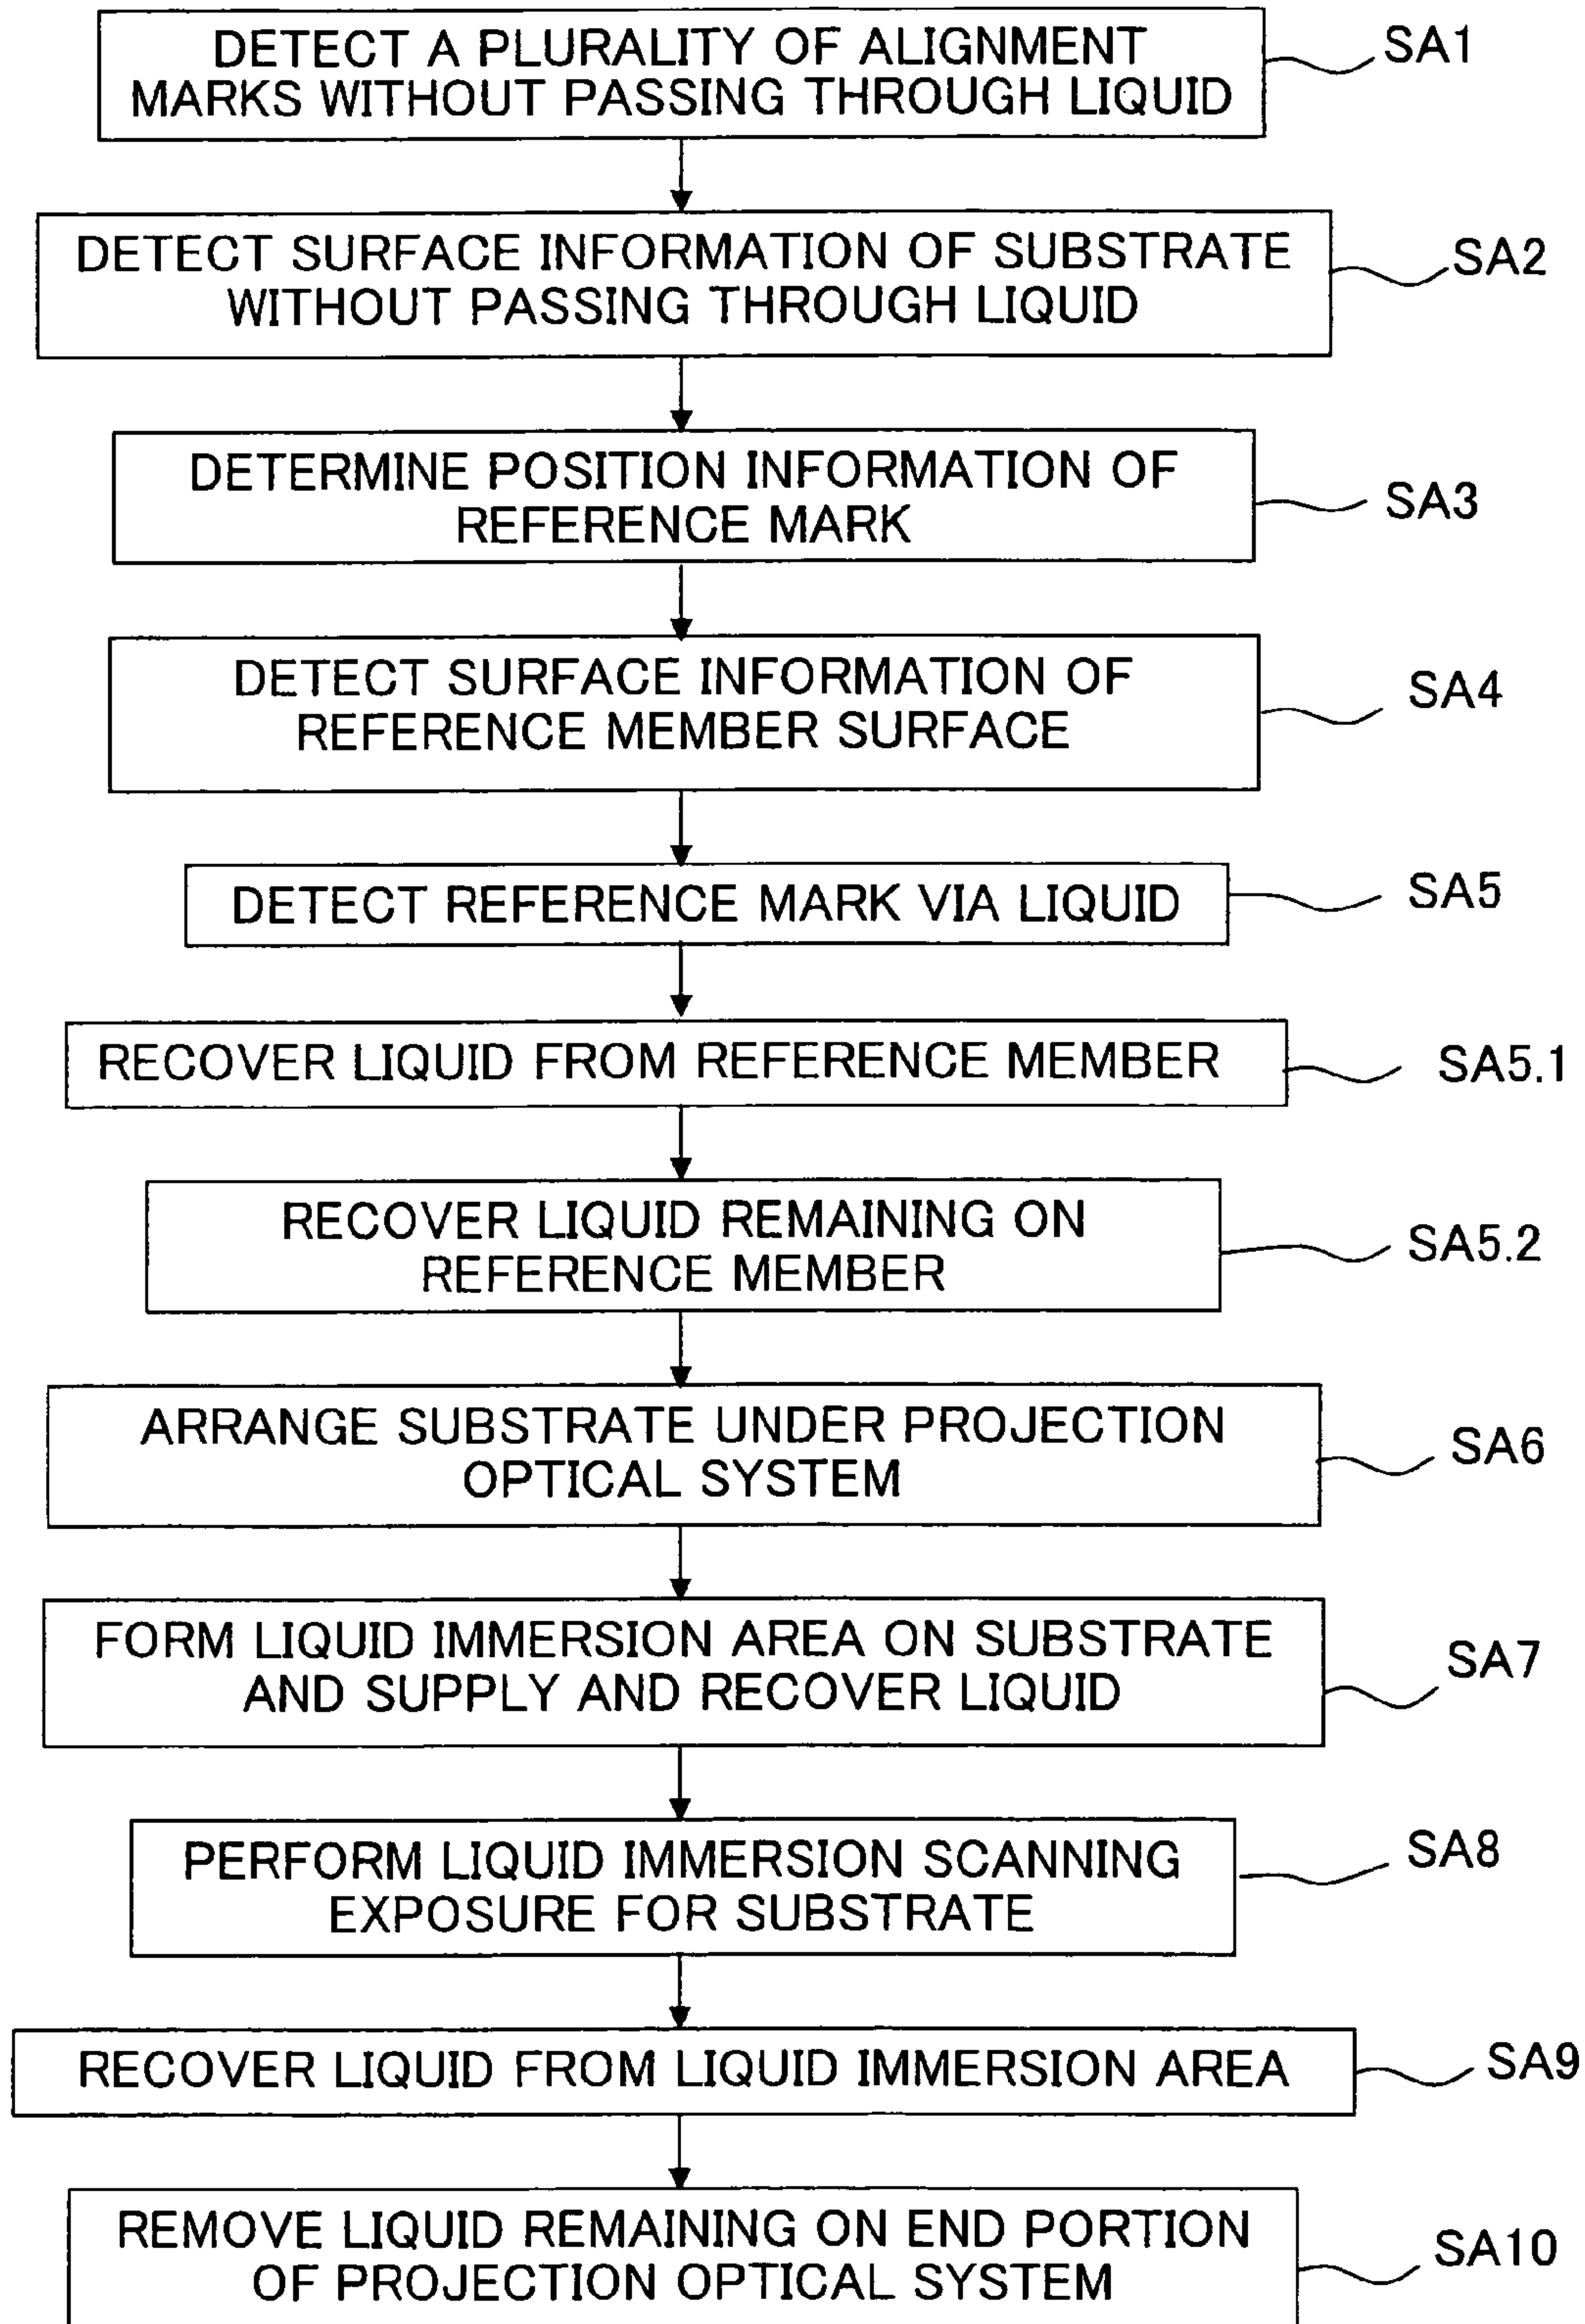 DETECT A PLURALITY OF ALIGNMENT
MARKS WITHOUT PASSING THROUGH LIQUID
SA1
DETECT SURFACE INFORMATION OF SUBSTRATE
WITHOUT PASSING THROUGH LIQUID
SA2
DETERMINE POSITION INFORMATION OF
REFERENCE MARK
SA3
DETECT SURFACE INFORMATION OF
REFERENCE MEMBER SURFACE
SA4
DETECT REFERENCE MARK VIA LIQUID
SA5
RECOVER LIQUID FROM REFERENCE MEMBER
SA5.1
RECOVER LIQUID REMAINING ON
REFERENCE MEMBER
SA5.2
ARRANGE SUBSTRATE UNDER PROJECTION
OPTICAL SYSTEM
SA6
FORM LIQUID IMMERSION AREA ON SUBSTRATE
AND SUPPLY AND RECOVER LIQUID
SA7
PERFORM LIQUID IMMERSION SCANNING
EXPOSURE FOR SUBSTRATE
SA8
RECOVER LIQUID FROM LIQUID IMMERSION AREA
SA9
REMOVE LIQUID REMAINING ON END PORTION
OF PROJECTION OPTICAL SYSTEM
SA10